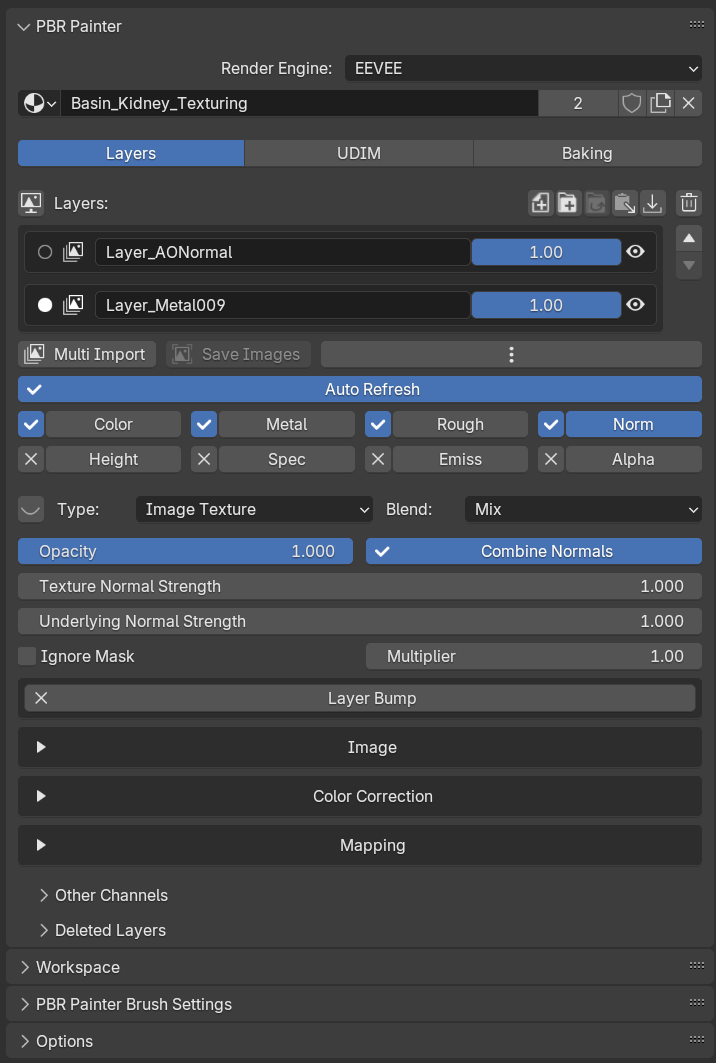 PBR Painter
Render Engine: EEVEE
Basin_Kidney_Texturing 2
Layers UDIM Baking
Layers:
Layer_AONormal 1.00
Layer_Metal009 1.00
Multi Import Save Images
Auto Refresh
Color Metal Rough Norm
Height Spec Emiss Alpha
Type: Image Texture Blend: Mix
Opacity 1.000 Combine Normals
Texture Normal Strength 1.000
Underlying Normal Strength 1.000
Ignore Mask Multiplier 1.00
Layer Bump
Image
Color Correction
Mapping
Other Channels
Deleted Layers
Workspace
PBR Painter Brush Settings
Options